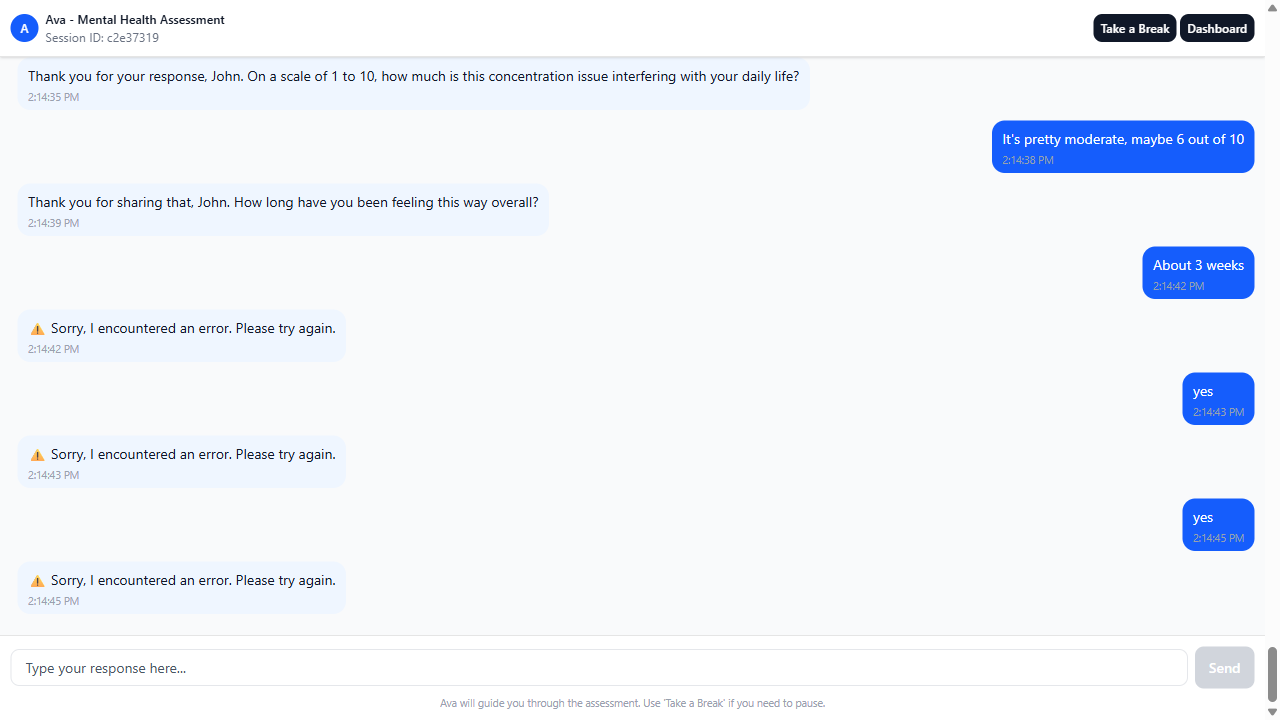 A
Ava - Mental Health Assessment
Session ID: c2e37319
Take a Break
Dashboard
Thank you for your response, John. On a scale of 1 to 10, how much is this concentration issue interfering with your daily life?
2:14:35 PM
It's pretty moderate, maybe 6 out of 10
2:14:38 PM
Thank you for sharing that, John. How long have you been feeling this way overall?
2:14:39 PM
About 3 weeks
2:14:42 PM
⚠️ Sorry, I encountered an error. Please try again.
2:14:42 PM
yes
2:14:43 PM
⚠️ Sorry, I encountered an error. Please try again.
2:14:43 PM
yes
2:14:45 PM
⚠️ Sorry, I encountered an error. Please try again.
2:14:45 PM
Type your response here...
Send
Ava will guide you through the assessment. Use 'Take a Break' if you need to pause.